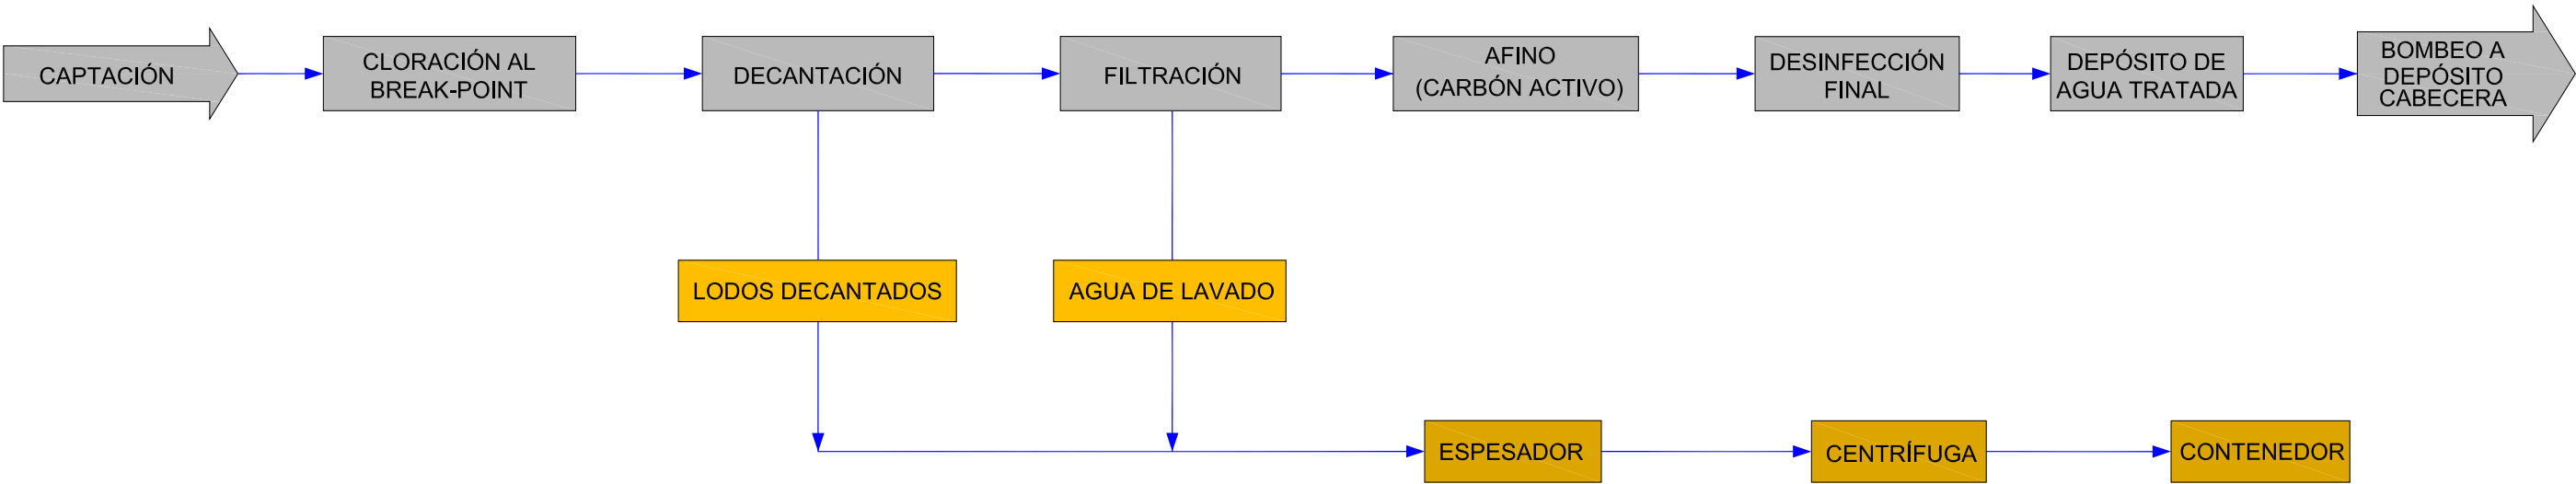 CAPTACIÓN
CLORACIÓN AL
BREAK-POINT
DECANTACIÓN
FILTRACIÓN
AFINO
(CARBÓN ACTIVO)
DESINFECCIÓN
FINAL
DEPÓSITO DE
AGUA TRATADA
BOMBEO A
DEPÓSITO
CABECERA
LODOS DECANTADOS
AGUA DE LAVADO
ESPESADOR
CENTRÍFUGA
CONTENEDOR